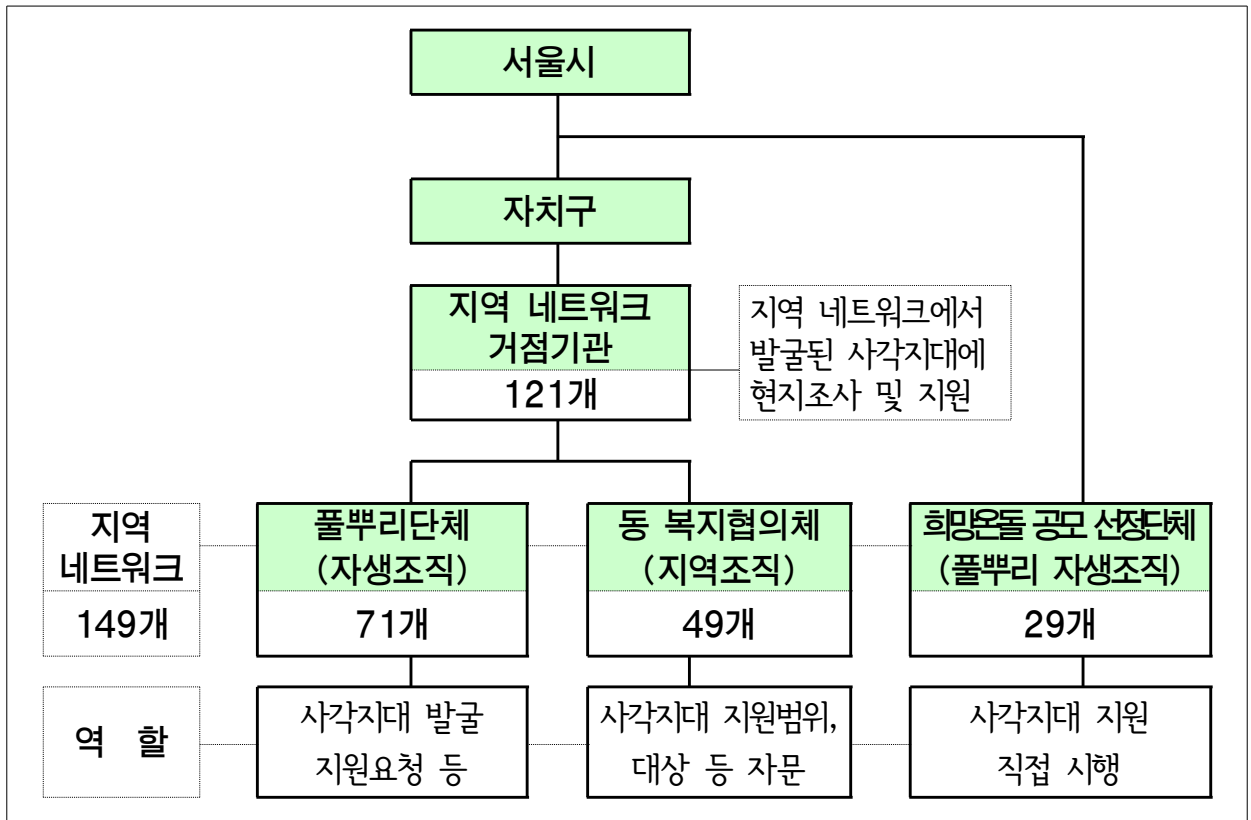 서울시
자치구
지역 네트워크
거점기관
121개
지역 네트워크에서
발굴된 사각지대에
현지조사 및 지원
지역
네트워크
149개
풀뿌리단체
(자생조직)
71개
동 복지협의체
(지역조직)
49개
희망온돌 공모 선정단체
(풀뿌리 자생조직)
29개
역 할
사각지대 발굴
지원요청 등
사각지대 지원범위,
대상 등 자문
사각지대 지원
직접 시행